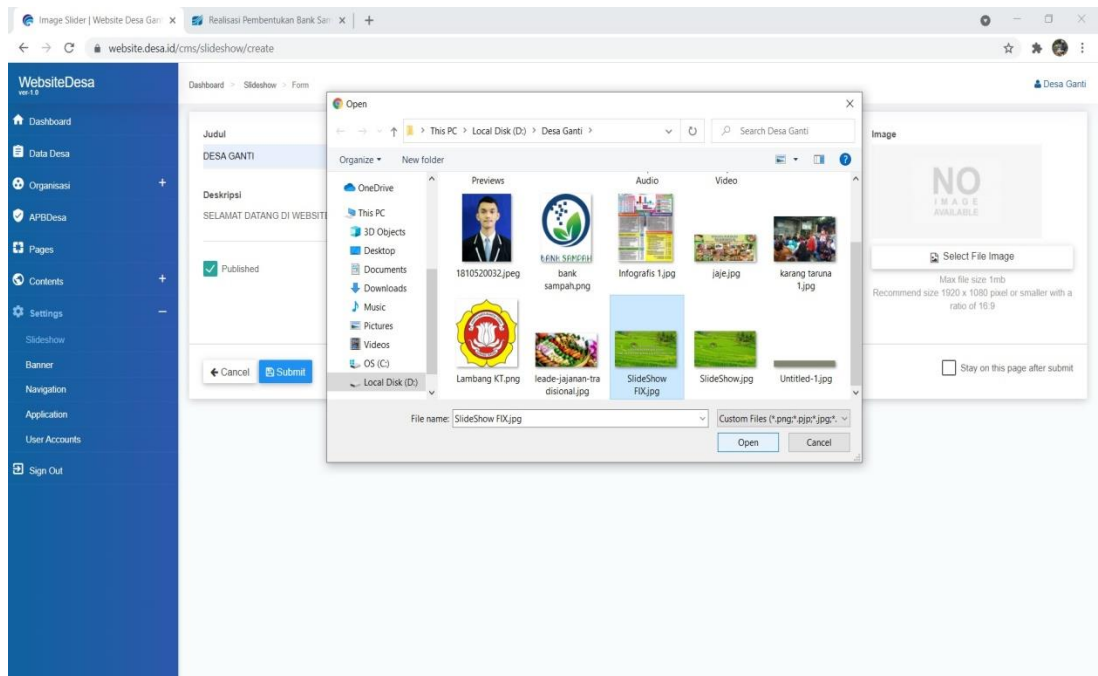 Image Slider | Website Desa Gan
Realisasi Pembentukan Bank Sam
website.desa.id/cms/slideshow/create
WebsiteDesa
ver-1.0
Dashboard
Data Desa
Organisasi +
APBDesa
Pages
Contents +
Settings −
Slideshow
Banner
Navigation
Application
User Accounts
Sign Out
Dashboard > Slideshow > Form
Desa Ganti
Judul
DESA GANTI
Deskripsi
SELAMAT DATANG DI WEBSITE
Published
Cancel Submit
Open
This PC > Local Disk (D:) > Desa Ganti >
Search Desa Ganti
Organize New folder
OneDrive
This PC
3D Objects
Desktop
Documents
Downloads
Music
Pictures
Videos
OS (C:)
Local Disk (D:)
Previews Audio Video
BANK SAMPAH
1810520032.jpeg
bank sampah.png
Infografis 1.jpg
jaje.jpg
karang taruna 1.jpg
Lambang KT.png
leade-jajanan-tra
disional.jpg
SlideShow
FIX.jpg
SlideShow.jpg
Untitled-1.jpg
File name: SlideShow FIX.jpg
Custom Files (*.png;*.pjp;*.jpg;*.
Open Cancel
Image
NO
IMAGE
AVAILABLE
Select File Image
Max file size 1mb
Recommend size 1920 x 1080 pixel or smaller with a
ratio of 16:9
Stay on this page after submit